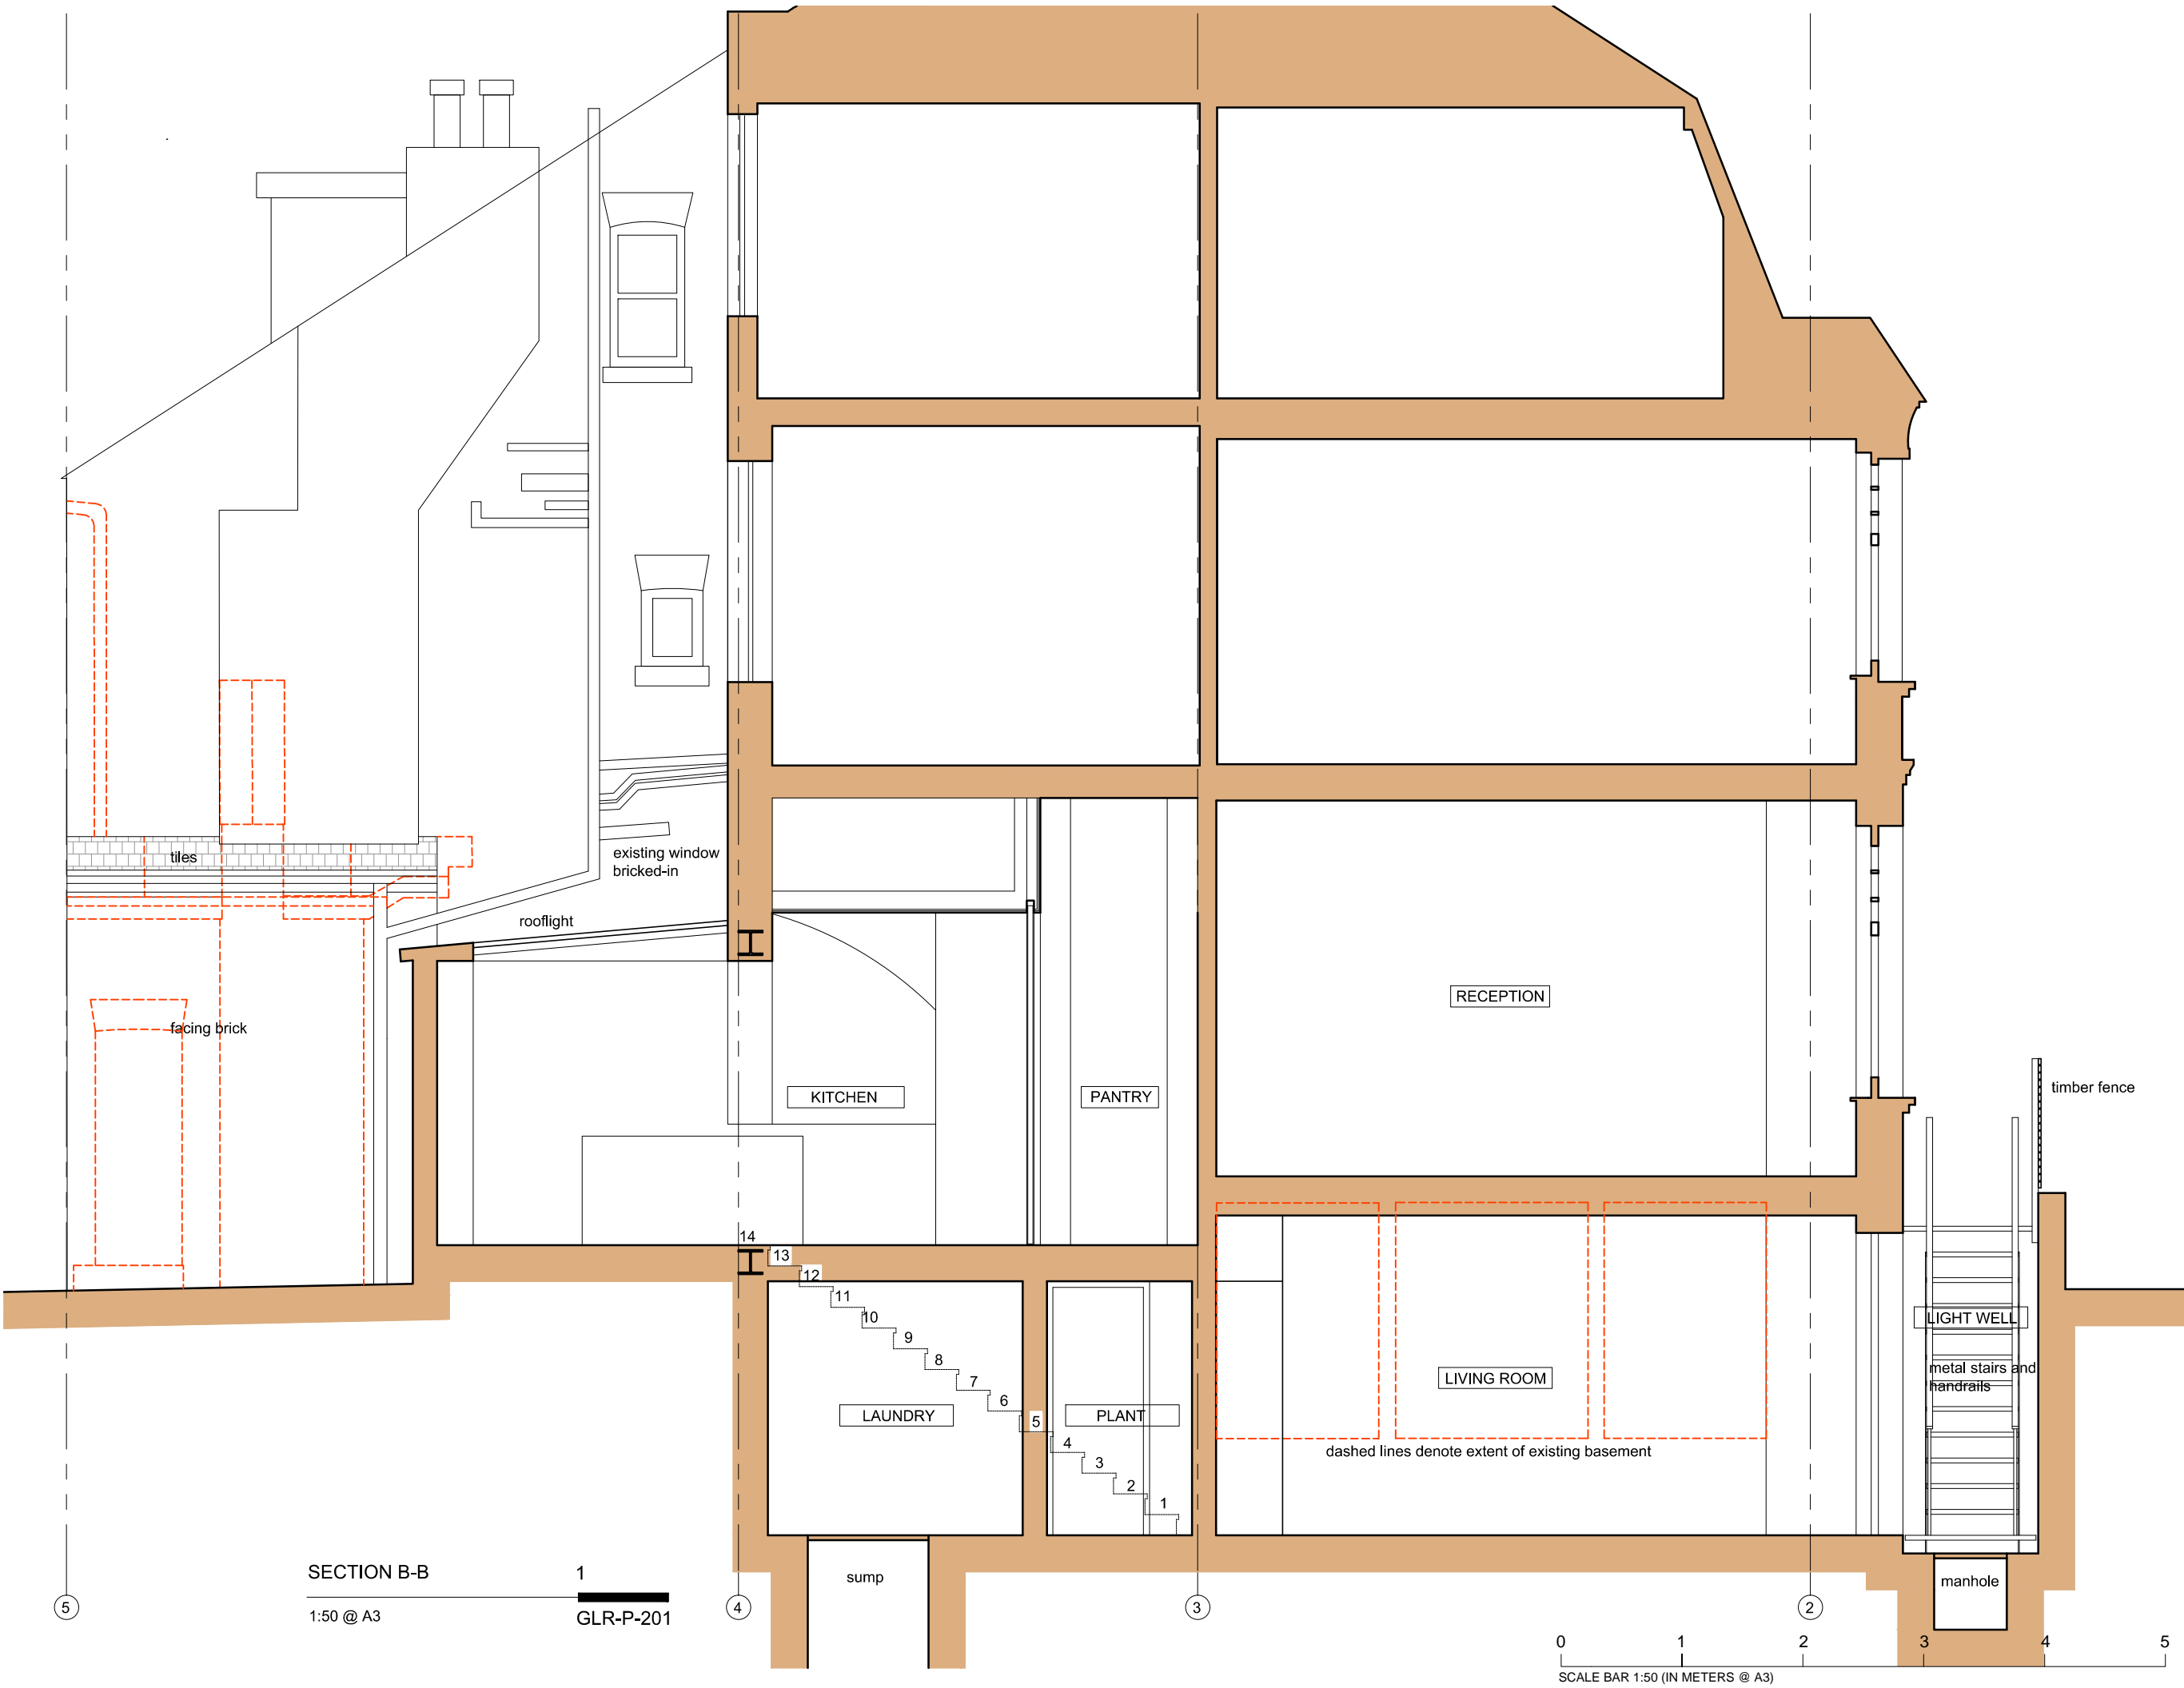 tiles
existing window
bricked-in
rooflight
RECEPTION
facing brick
KITCHEN
PANTRY
timber fence
14
13
12
11
10
9
8
7
6
5
4
3
2
1
LIGHT WELL
metal stairs and
handrails
LIVING ROOM
LAUNDRY
PLANT
dashed lines denote extent of existing basement
sump
manhole
SECTION B-B 1
1:50 @ A3 GLR-P-201
5 4 3 2
0 1 2 3 4 5
SCALE BAR 1:50 (IN METERS @ A3)